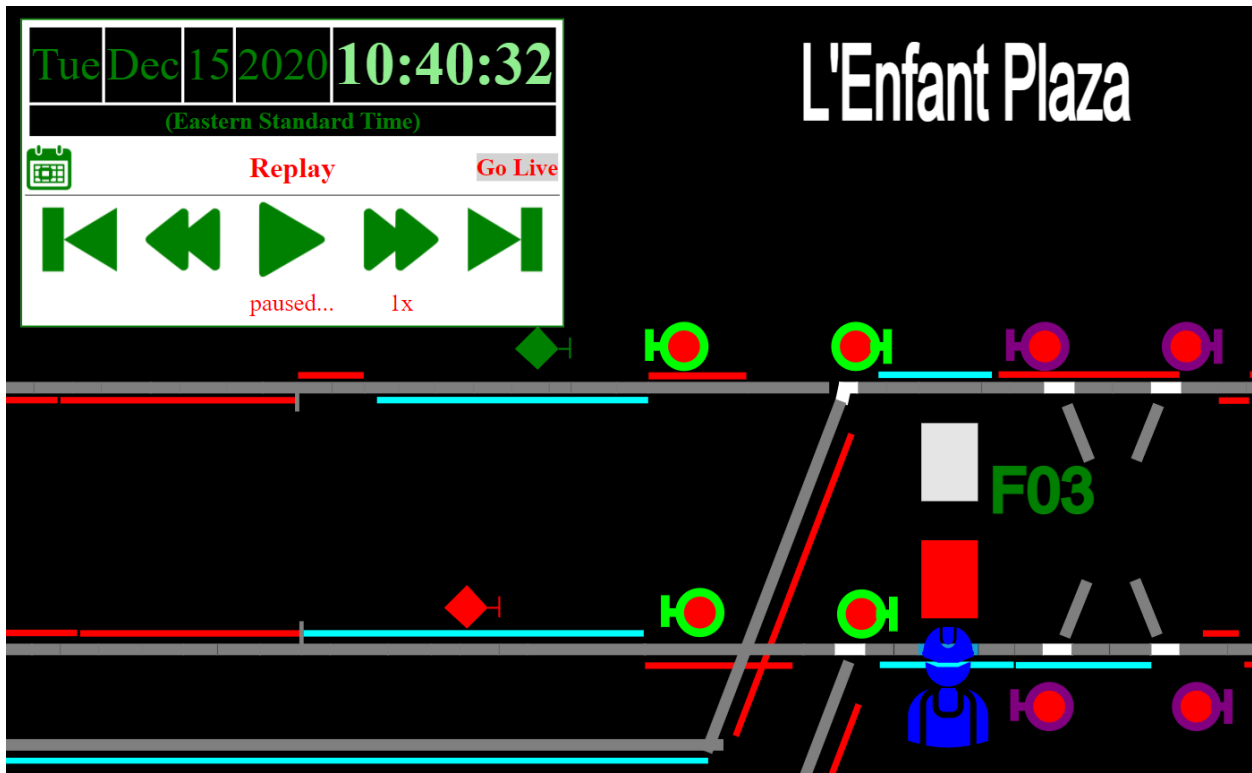 Tue Dec 15 2020 10:40:32
(Eastern Standard Time)
Replay Go Live
paused... 1x
L'Enfant Plaza
F03